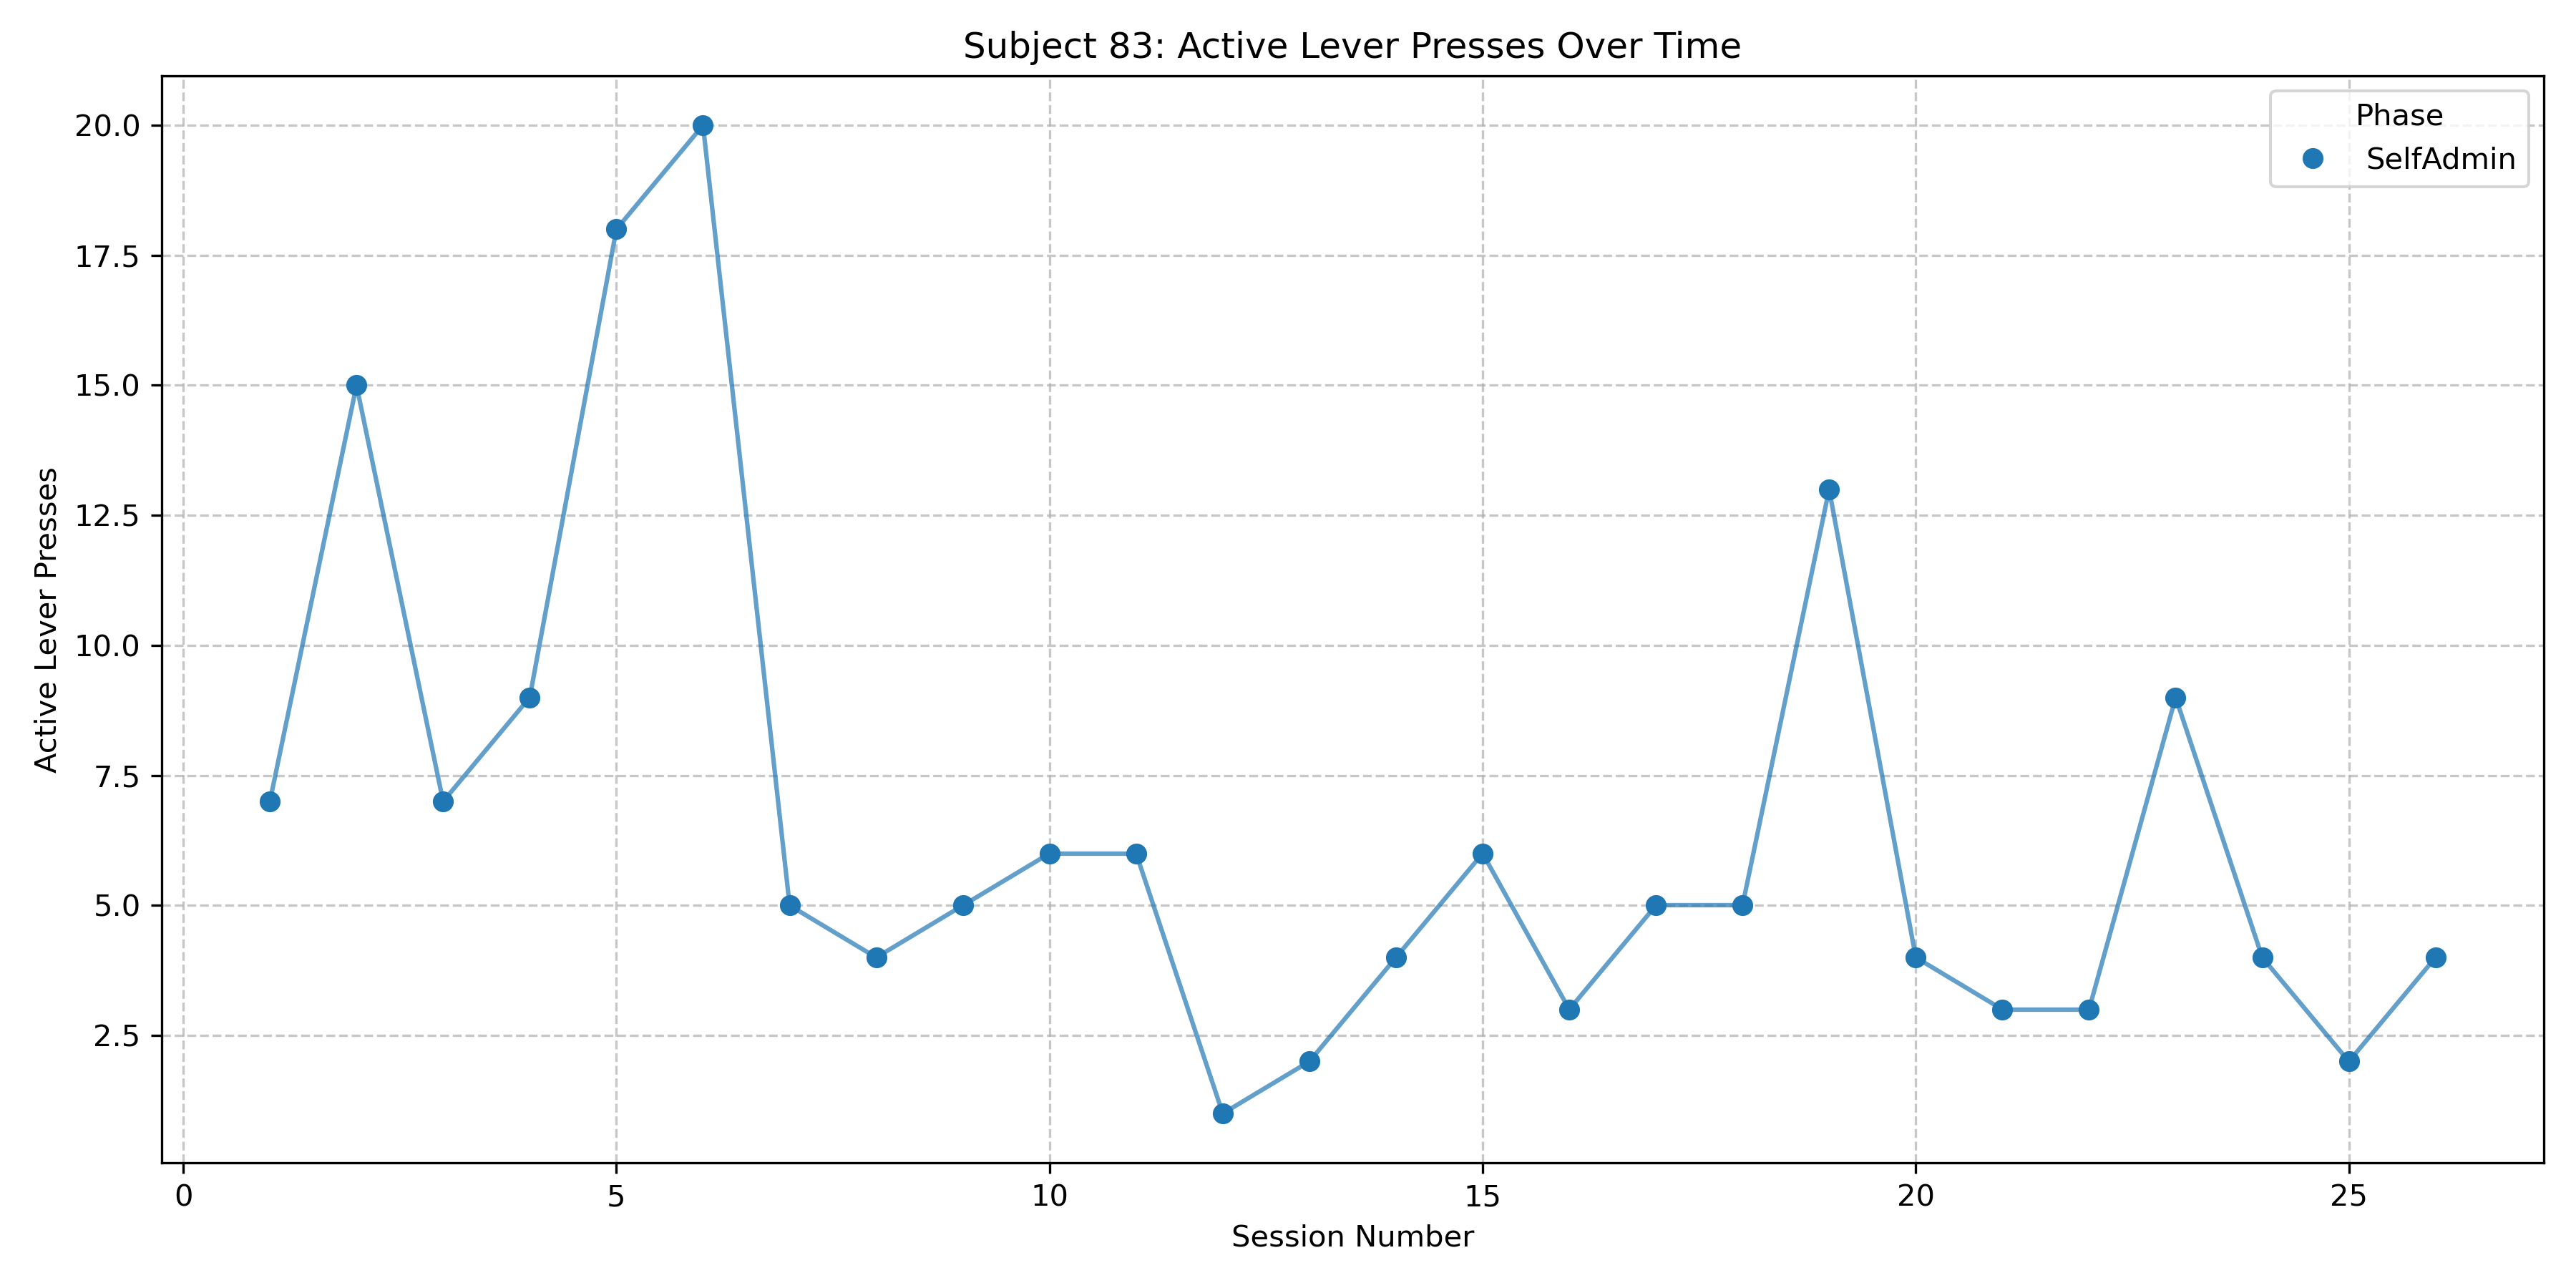 Subject 83: Active Lever Presses Over Time
Phase
SelfAdmin
Active Lever Presses
20.0
17.5
15.0
12.5
10.0
7.5
5.0
2.5
0 5 10 15 20 25
Session Number